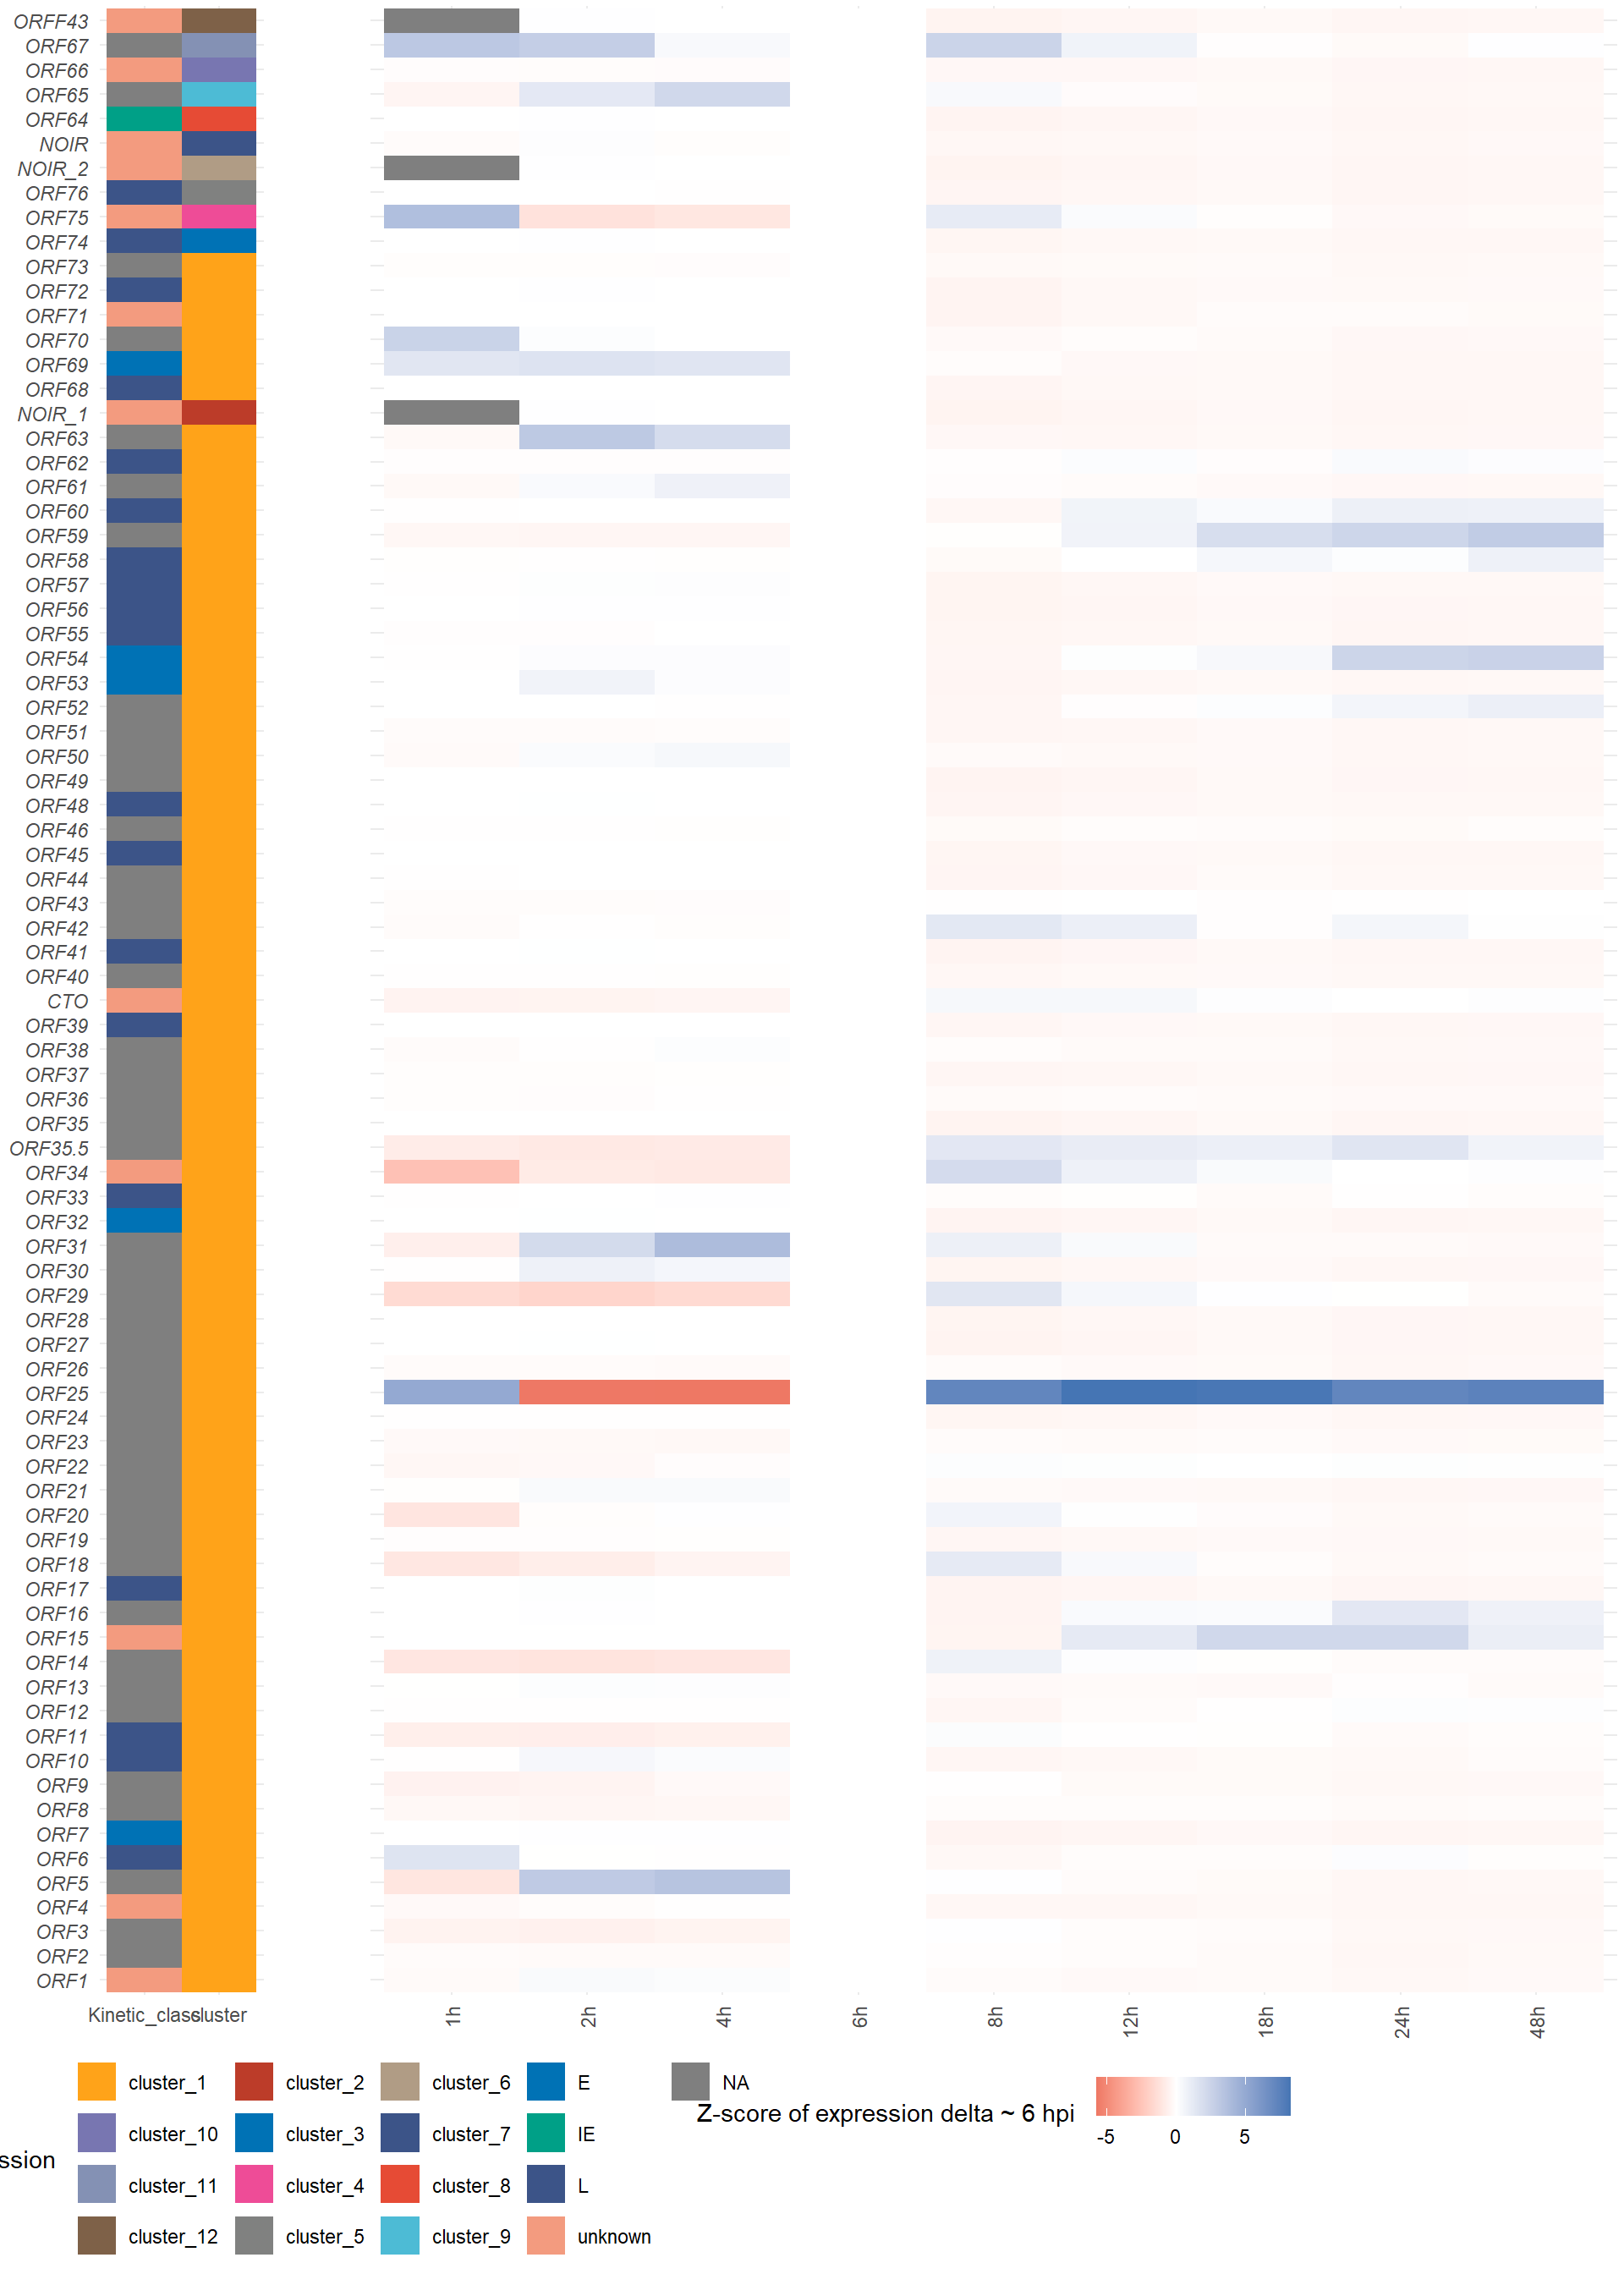 ORFF43
ORF67
ORF66
ORF65
ORF64
NOIR
NOIR_2
ORF76
ORF75
ORF74
ORF73
ORF72
ORF71
ORF70
ORF69
ORF68
NOIR_1
ORF63
ORF62
ORF61
ORF60
ORF59
ORF58
ORF57
ORF56
ORF55
ORF54
ORF53
ORF52
ORF51
ORF50
ORF49
ORF48
ORF46
ORF45
ORF44
ORF43
ORF42
ORF41
ORF40
CTO
ORF39
ORF38
ORF37
ORF36
ORF35
ORF35.5
ORF34
ORF33
ORF32
ORF31
ORF30
ORF29
ORF28
ORF27
ORF26
ORF25
ORF24
ORF23
ORF22
ORF21
ORF20
ORF19
ORF18
ORF17
ORF16
ORF15
ORF14
ORF13
ORF12
ORF11
ORF10
ORF9
ORF8
ORF7
ORF6
ORF5
ORF4
ORF3
ORF2
ORF1
Kinetic_class cluster 1h 2h 4h 6h 8h 12h 18h 24h 48h
cluster_1 cluster_2 cluster_6 E NA
Z-score of expression delta ~ 6 hpi -5 0 5
cluster_10 cluster_3 cluster_7 IE
ssion
cluster_11 cluster_4 cluster_8 L
cluster_12 cluster_5 cluster_9 unknown